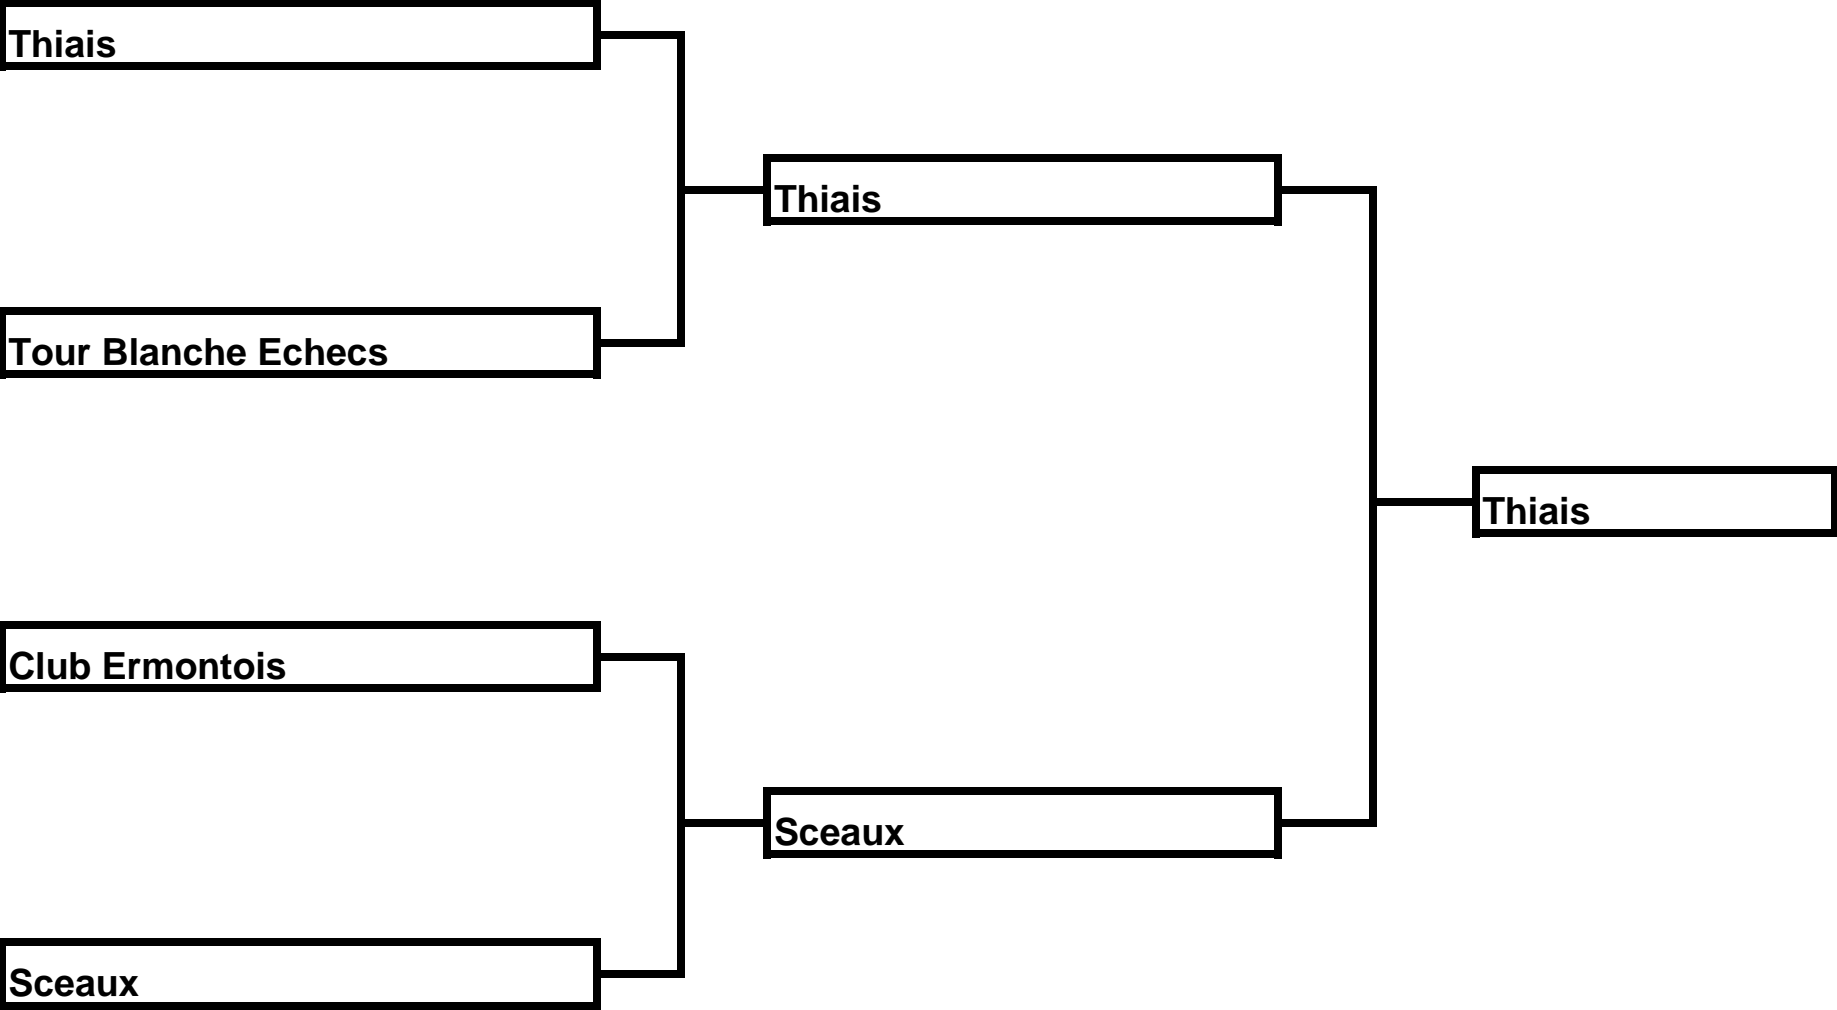 Thiais
Thiais
Tour Blanche Echecs
Thiais
Club Ermontois
Sceaux
Sceaux